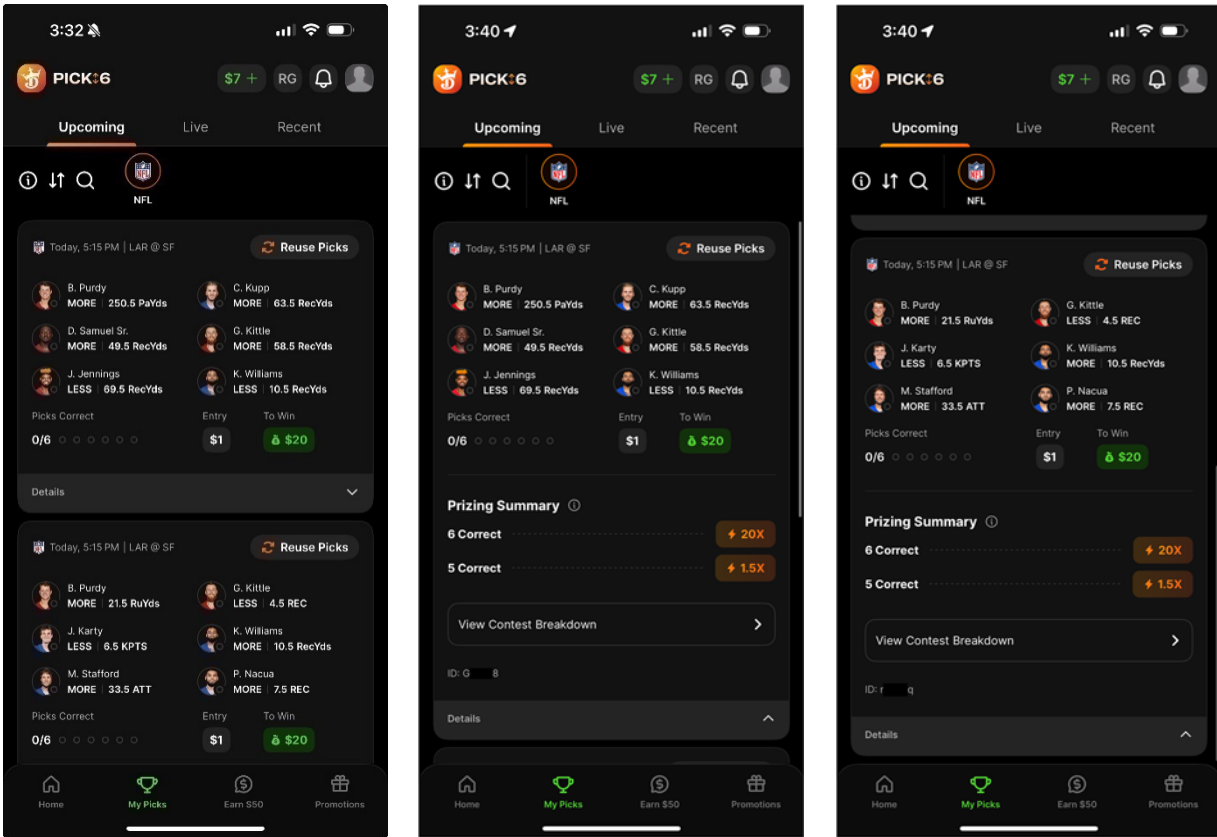 3:32
PICK6
$7 +
RG
Upcoming
Live
Recent
NFL
Today, 5:15 PM | LAR @ SF
Reuse Picks
B. Purdy
MORE | 250.5 PaYds
C. Kupp
MORE | 63.5 RecYds
D. Samuel Sr.
MORE | 49.5 RecYds
G. Kittle
MORE | 58.5 RecYds
J. Jennings
LESS | 69.5 RecYds
K. Williams
LESS | 10.5 RecYds
Picks Correct
Entry
To Win
0/6
$1
$20
Details
Today, 5:15 PM | LAR @ SF
Reuse Picks
B. Purdy
MORE | 21.5 RuYds
G. Kittle
LESS | 4.5 REC
J. Karty
LESS | 6.5 KPTS
K. Williams
MORE | 10.5 RecYds
M. Stafford
MORE | 33.5 ATT
P. Nacua
MORE | 7.5 REC
Picks Correct
Entry
To Win
0/6
$1
$20
Home
My Picks
Earn $50
Promotions
3:40
PICK6
$7 +
RG
Upcoming
Live
Recent
NFL
Today, 5:15 PM | LAR @ SF
Reuse Picks
B. Purdy
MORE | 250.5 PaYds
C. Kupp
MORE | 63.5 RecYds
D. Samuel Sr.
MORE | 49.5 RecYds
G. Kittle
MORE | 58.5 RecYds
J. Jennings
LESS | 69.5 RecYds
K. Williams
LESS | 10.5 RecYds
Picks Correct
Entry
To Win
0/6
$1
$20
Prizing Summary
6 Correct
20X
5 Correct
1.5X
View Contest Breakdown
ID: G 8
Details
Home
My Picks
Earn $50
Promotions
3:40
PICK6
$7 +
RG
Upcoming
Live
Recent
NFL
Today, 5:15 PM | LAR @ SF
Reuse Picks
B. Purdy
MORE | 21.5 RuYds
G. Kittle
LESS | 4.5 REC
J. Karty
LESS | 6.5 KPTS
K. Williams
MORE | 10.5 RecYds
M. Stafford
MORE | 33.5 ATT
P. Nacua
MORE | 7.5 REC
Picks Correct
Entry
To Win
0/6
$1
$20
Prizing Summary
6 Correct
20X
5 Correct
1.5X
View Contest Breakdown
ID: r q
Details
Home
My Picks
Earn $50
Promotions